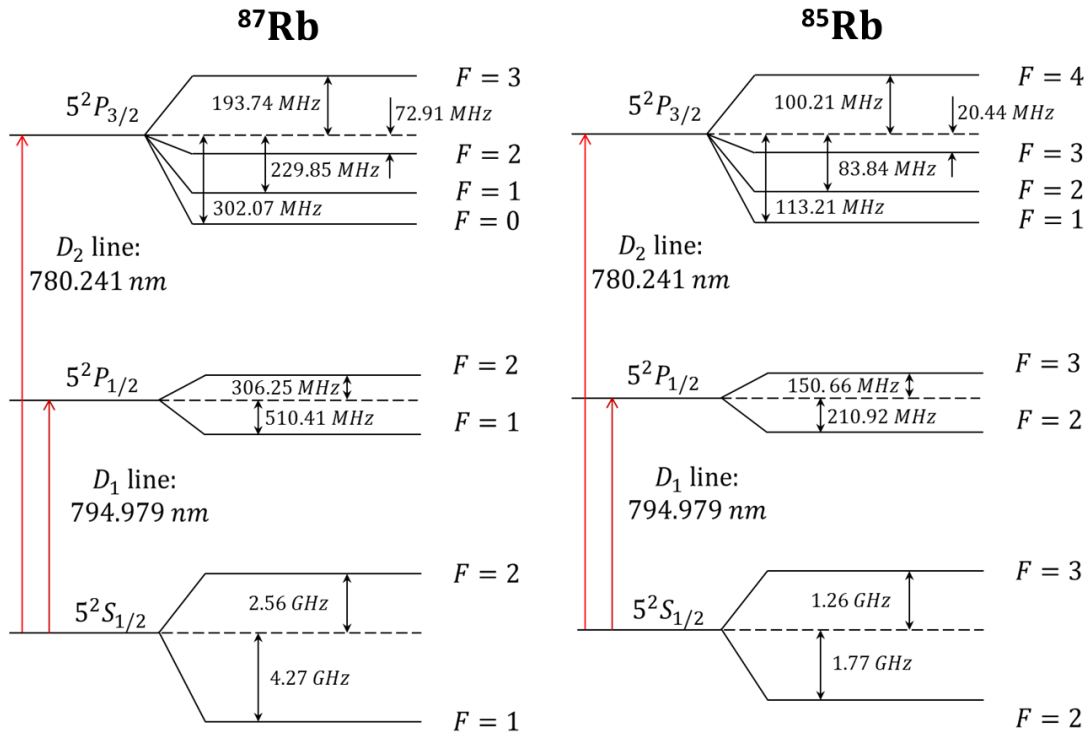 ⁸⁷Rb
F = 3
193.74 MHz
72.91 MHz
5²P₃/₂
F = 2
229.85 MHz
F = 1
302.07 MHz
F = 0
D₂ line:
780.241 nm
F = 2
5²P₁/₂
306.25 MHz
510.41 MHz
F = 1
D₁ line:
794.979 nm
F = 2
2.56 GHz
5²S₁/₂
4.27 GHz
F = 1
⁸⁵Rb
F = 4
100.21 MHz
20.44 MHz
5²P₃/₂
F = 3
83.84 MHz
F = 2
113.21 MHz
F = 1
D₂ line:
780.241 nm
F = 3
5²P₁/₂
150.66 MHz
210.92 MHz
F = 2
D₁ line:
794.979 nm
F = 3
1.26 GHz
5²S₁/₂
1.77 GHz
F = 2